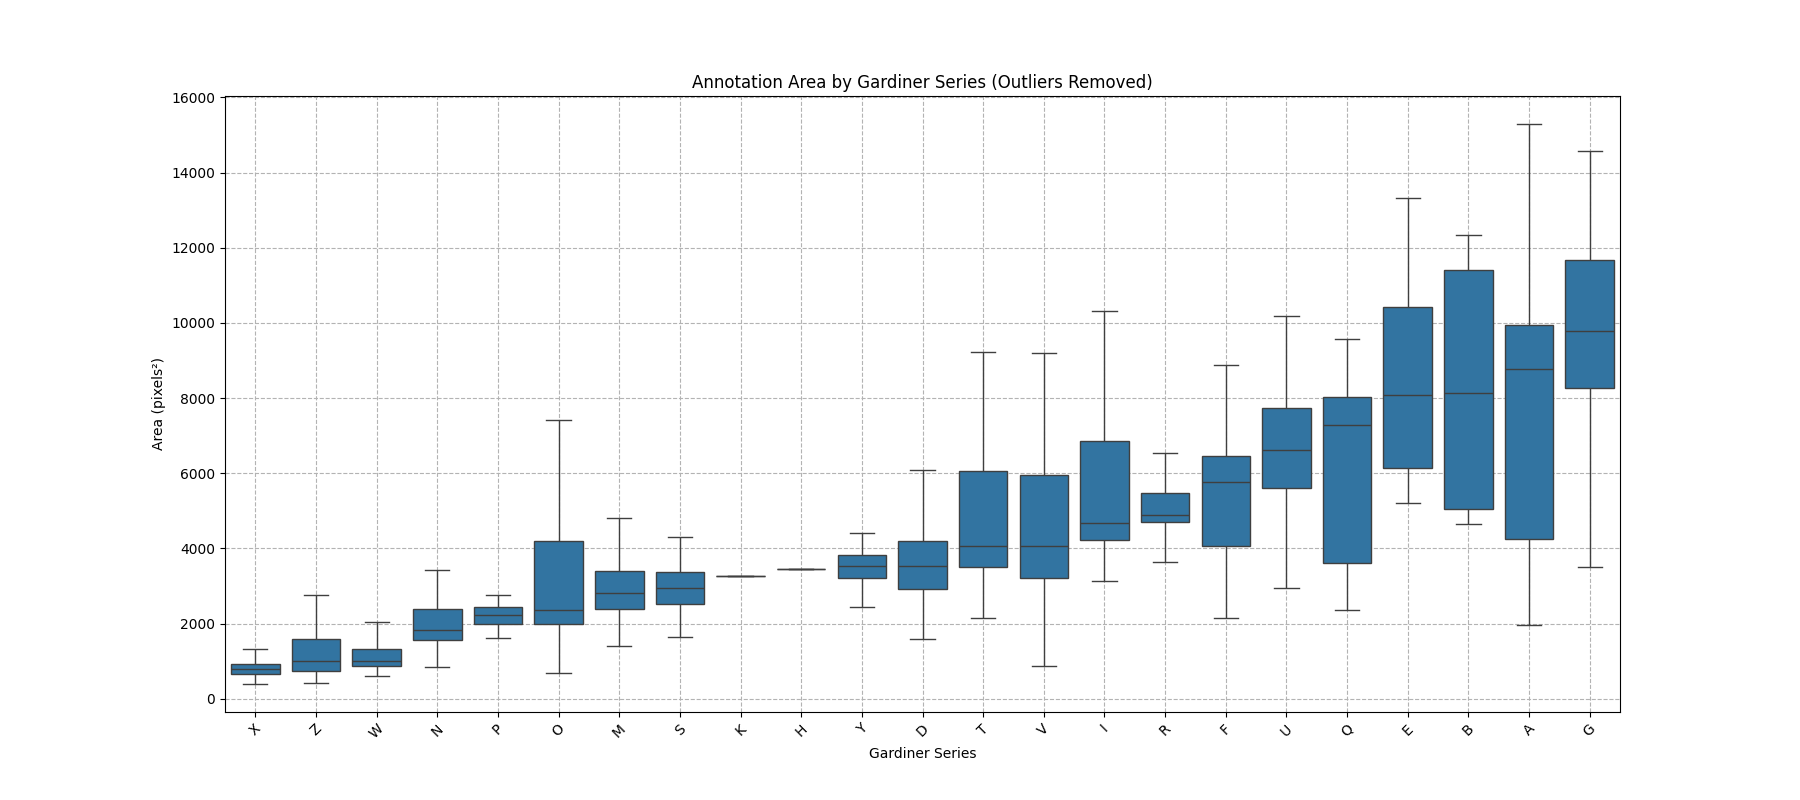 Annotation Area by Gardiner Series (Outliers Removed)
16000
14000
12000
10000
8000
6000
4000
2000
0
Area (pixels²)
X Z W N P O M S K H Y D T V I R F U Q E B A G
Gardiner Series